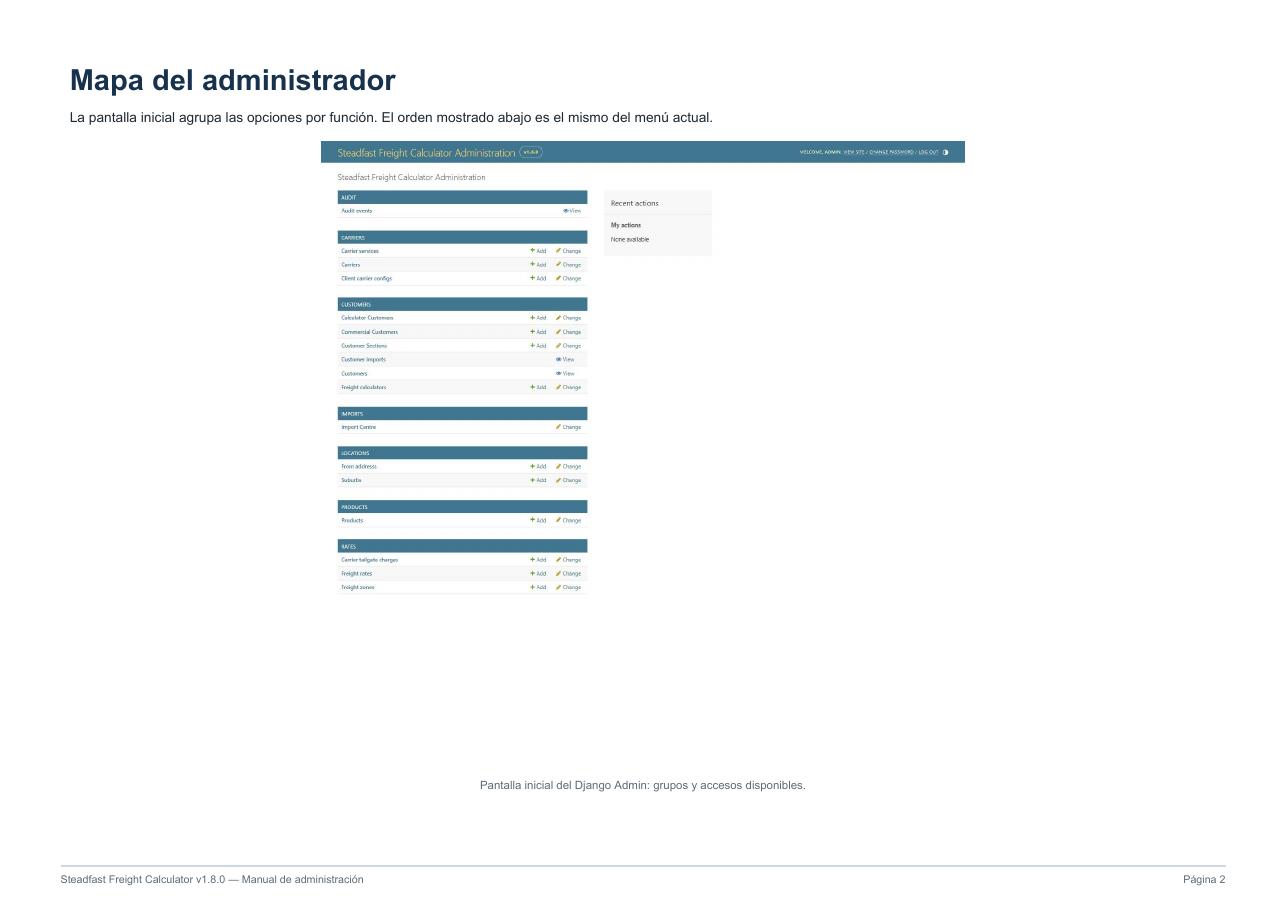 Mapa del administrador
La pantalla inicial agrupa las opciones por función. El orden mostrado abajo es el mismo del menú actual.
Steadfast Freight Calculator Administration v1.8.0
WELCOME, ADMIN. VIEW SITE / CHANGE PASSWORD / LOG OUT
Steadfast Freight Calculator Administration
AUDIT
Audit events View
CARRIERS
Carrier services Add Change
Carriers Add Change
Client carrier configs Add Change
CUSTOMERS
Calculator Customers Add Change
Commercial Customers Add Change
Customer Sections Add Change
Customer imports View
Customers View
Freight calculators Add Change
IMPORTS
Import Centre Change
LOCATIONS
From addresss Add Change
Suburbs Add Change
PRODUCTS
Products Add Change
RATES
Carrier tailgate charges Add Change
Freight rates Add Change
Freight zones Add Change
Recent actions
My actions
None available
Pantalla inicial del Django Admin: grupos y accesos disponibles.
Steadfast Freight Calculator v1.8.0 — Manual de administración
Página 2